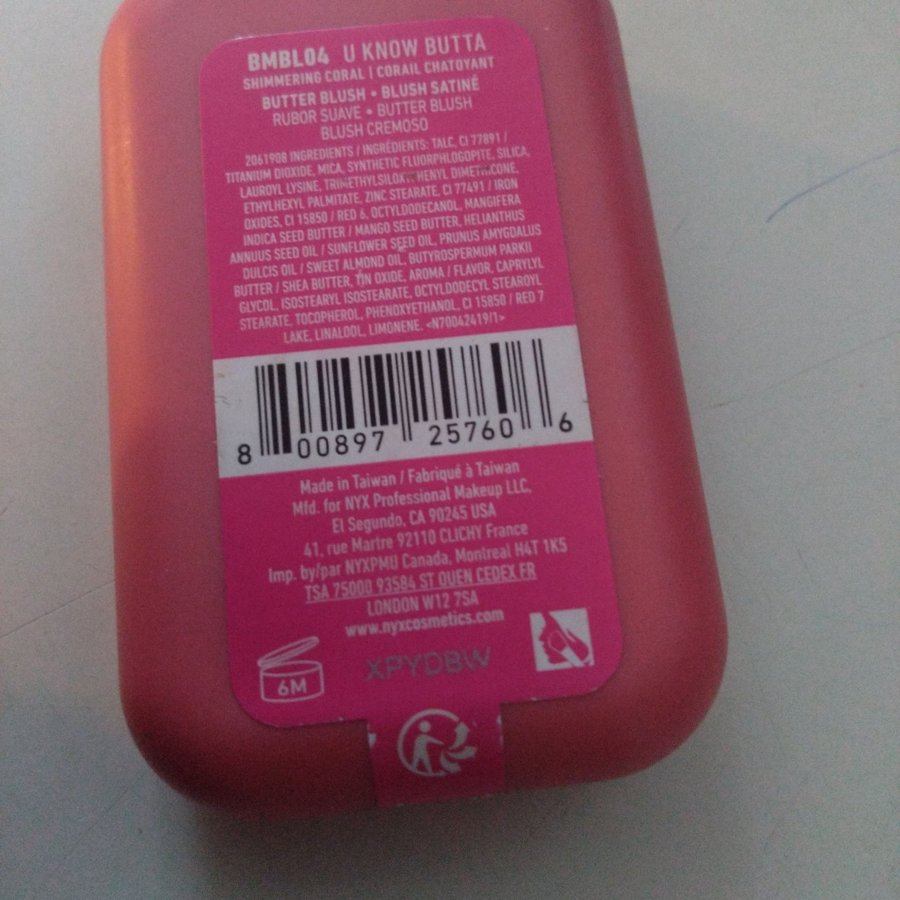 BMBL04 U KNOW BUTTA
SHIMMERING CORAL | CORAIL CHATOYANT
BUTTER BLUSH • BLUSH SATINÉ
RUBOR SUAVE • BUTTER BLUSH
BLUSH CREMOSO
2061908 INGREDIENTS / INGRÉDIENTS: TALC, CI 77891 /
TITANIUM DIOXIDE, MICA, SYNTHETIC FLUORPHLOGOPITE, SILICA,
LAUROYL LYSINE,
ETHYLHEXYL PALMITATE, ZINC STEARATE, CI 77491 / IRON
OXIDES, CI 15850 / RED 6, OCTYLDODECANOL, MANGIFERA
INDICA SEED BUTTER / MANGO SEED BUTTER, HELIANTHUS
ANNUUS SEED OIL / SUNFLOWER SEED OIL, PRUNUS AMYGDALUS
DULCIS OIL / SWEET ALMOND OIL, BUTYROSPERMUM PARKII
BUTTER / SHEA BUTTER, TIN OXIDE, AROMA / FLAVOR, CAPRYLYL
GLYCOL, ISOSTEARYL ISOSTEARATE, OCTYLDODECYL STEAROYL
STEARATE, TOCOPHEROL, PHENOXYETHANOL, CI 15850 / RED 7
LAKE, LINALOOL, LIMONENE. <N70042419/1>
8 00897 25760 6
Made in Taiwan / Fabriqué à Taiwan
Mfd. for NYX Professional Makeup LLC,
El Segundo, CA 90245 USA
41, rue Martre 92110 CLICHY France
Imp. by/par NYXPMU Canada, Montreal H4T 1K5
TSA 75000 93584 ST OUEN CEDEX FR
LONDON W12 7SA
www.nyxcosmetics.com
XPYDBW
6M